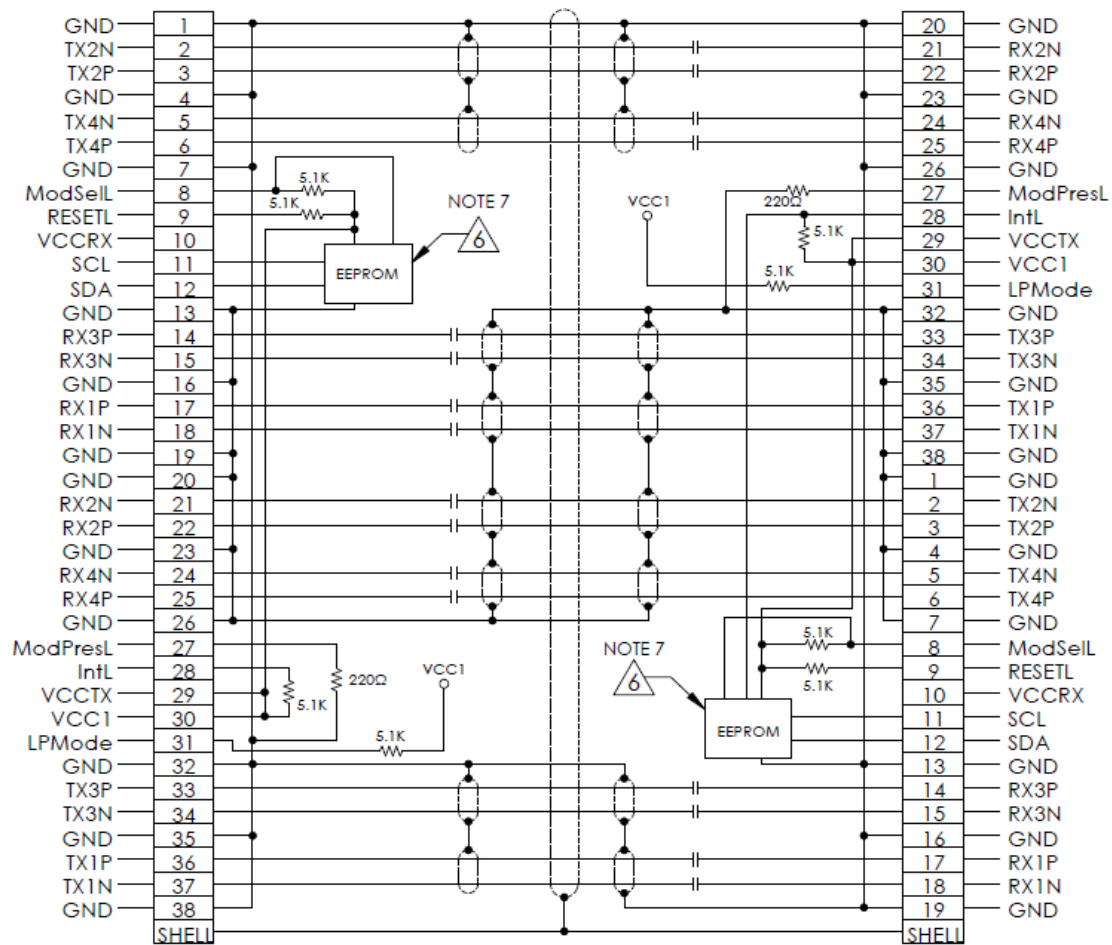 GND 1 20 GND
TX2N 2 21 RX2N
TX2P 3 22 RX2P
GND 4 23 GND
TX4N 5 24 RX4N
TX4P 6 25 RX4P
GND 7 26 GND
ModSelL 8 5.1K 27 ModPresL
RESETL 9 5.1K NOTE 7 VCC1 220Ω 28 IntL
VCCRX 10 6 5.1K 29 VCCTX
SCL 11 EEPROM 5.1K 30 VCC1
SDA 12 31 LPMode
GND 13 32 GND
RX3P 14 33 TX3P
RX3N 15 34 TX3N
GND 16 35 GND
RX1P 17 36 TX1P
RX1N 18 37 TX1N
GND 19 38 GND
GND 20 1 GND
RX2N 21 2 TX2N
RX2P 22 3 TX2P
GND 23 4 GND
RX4N 24 5 TX4N
RX4P 25 6 TX4P
GND 26 7 GND
ModPresL 27 NOTE 7 5.1K 8 ModSelL
IntL 28 220Ω VCC1 6 5.1K 9 RESETL
VCCTX 29 5.1K 10 VCCRX
VCC1 30 EEPROM 11 SCL
LPMode 31 5.1K 12 SDA
GND 32 13 GND
TX3P 33 14 RX3P
TX3N 34 15 RX3N
GND 35 16 GND
TX1P 36 17 RX1P
TX1N 37 18 RX1N
GND 38 19 GND
SHELL SHELL